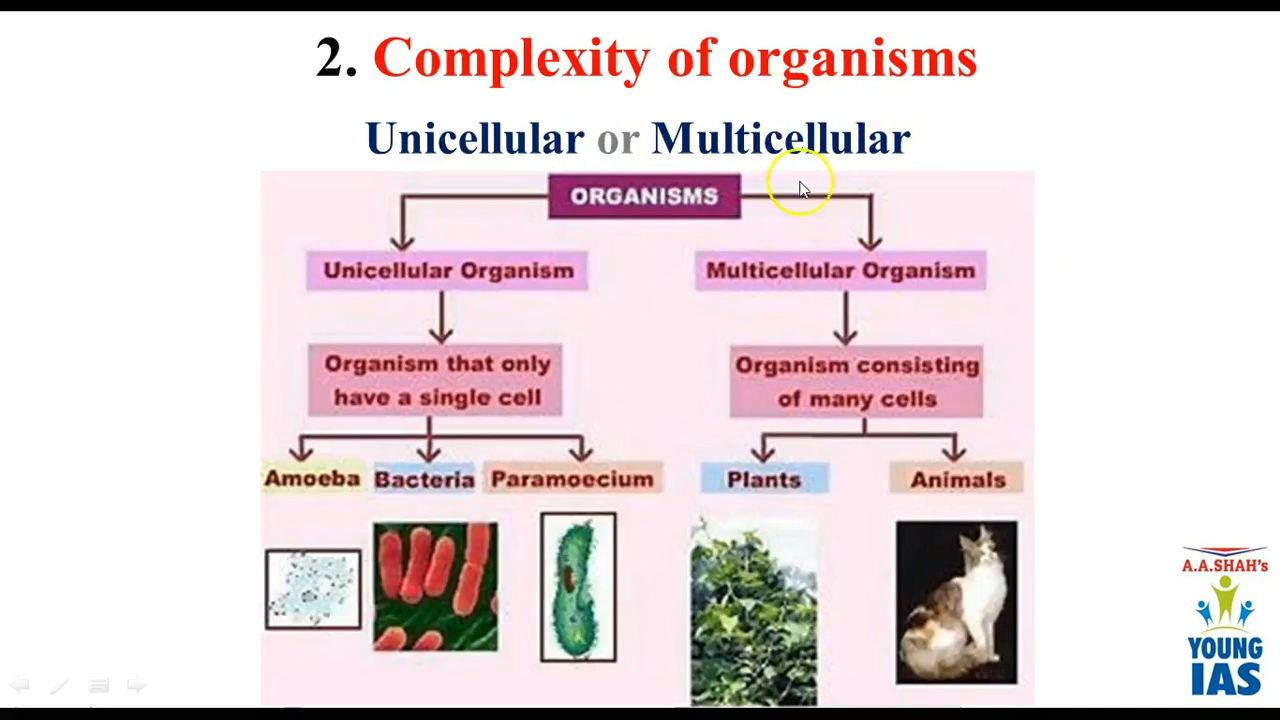 2. Complexity of organisms
Unicellular or Multicellular
ORGANISMS
Unicellular Organism
Multicellular Organism
Organism that only
have a single cell
Organism consisting
of many cells
Amoeba
Bacteria
Paramoecium
Plants
Animals
A.A.SHAH's
YOUNG
IAS